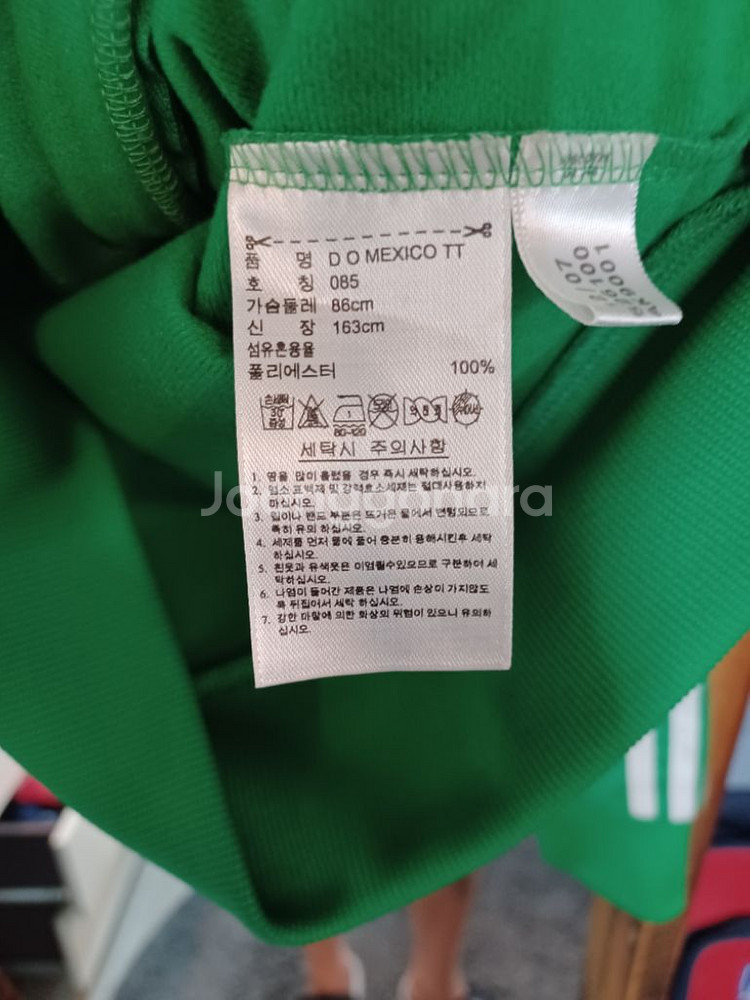 품 명 D O MEXICO TT
호 칭 085
가슴둘레 86cm
신 장 163cm
섬유혼용율
폴리에스터 100%
손세탁
30°
중성
80~120
세탁시 주의사항
1. 땀을 많이 흘렸을 경우 즉시 세탁하십시오.
2. 염소 표백제 및 강력효소세제는 절대사용하지
마십시오.
3. 립이나 밴드 부분은 뜨거운 물에서 변형되므로
특히 유의 하십시오.
4. 세제를 먼저 물에 풀어 충분히 용해시킨후 세탁
하십시오.
5. 흰옷과 유색옷은 이염될수있으므로 구분하여 세
탁하십시오.
6. 나염이 들어간 제품은 나염에 손상이 가지않도
록 뒤집어서 세탁 하십시오.
7. 강한 마찰에 의한 화상의 위험이 있으니 유의하
십시오.